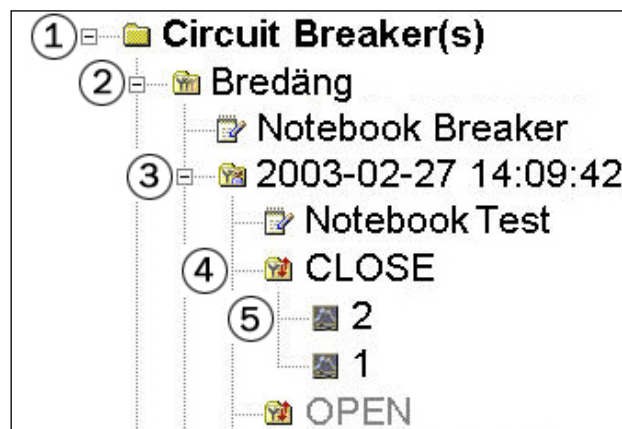 1 Circuit Breaker(s)
2 Bredäng
Notebook Breaker
3 2003-02-27 14:09:42
Notebook Test
4 CLOSE
5 2
1
OPEN